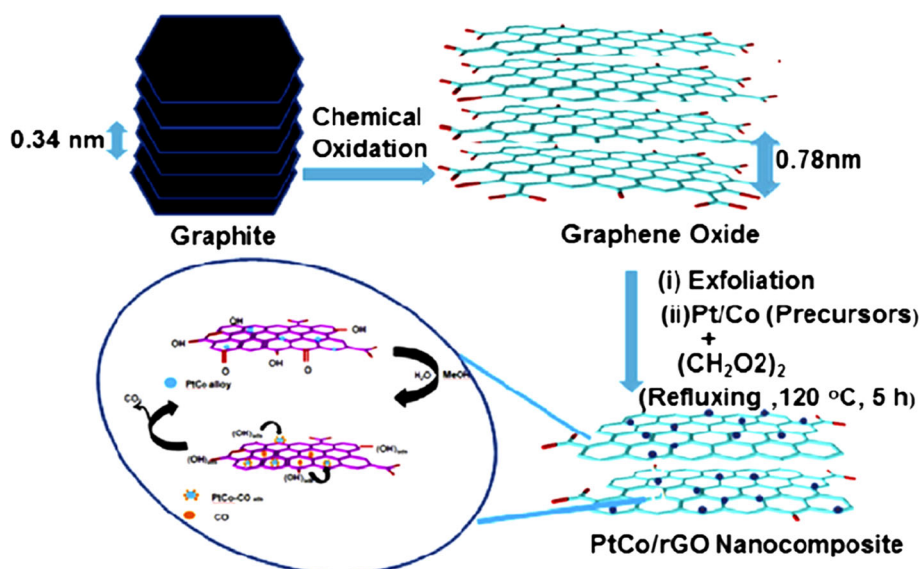 0.34 nm
Graphite
Chemical
Oxidation
0.78nm
Graphene Oxide
(i) Exfoliation
(ii)Pt/Co (Precursors)
+
(CH₂O2)₂
(Refluxing ,120 °C, 5 h)
PtCo/rGO Nanocomposite
OH
OH
OH
OH
O
O
OH
PtCo alloy
H₂O
MeOH
CO₂
(OH)ads
(OH)ads
(OH)ads
(OH)ads
PtCo-CO ads
CO